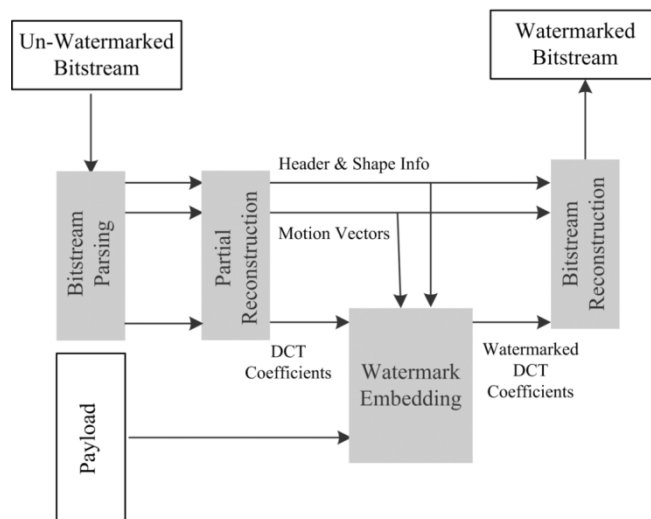 Un-Watermarked
Bitstream
Watermarked
Bitstream
Header & Shape Info
Motion Vectors
Bitstream
Parsing
Partial
Reconstruction
Bitstream
Reconstruction
DCT
Coefficients
Watermark
Embedding
Watermarked
DCT
Coefficients
Payload